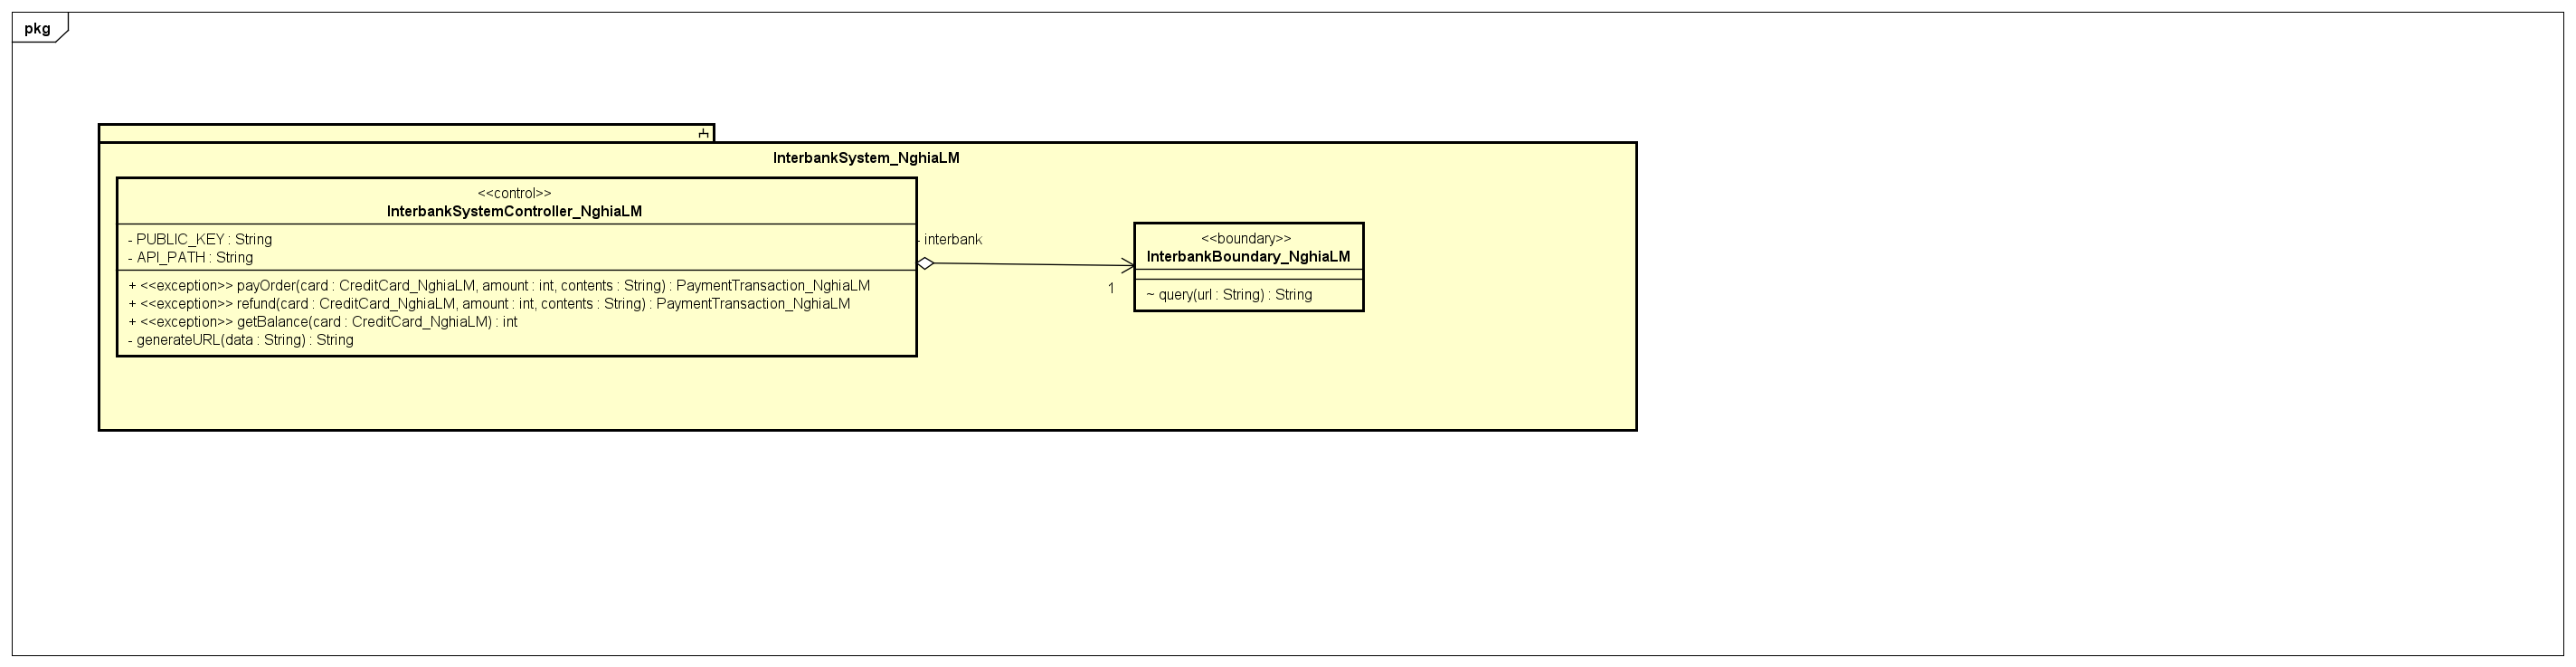 pkg
InterbankSystem_NghiaLM
<<control>>
InterbankSystemController_NghiaLM
- PUBLIC_KEY : String
- API_PATH : String
+ <<exception>> payOrder(card : CreditCard_NghiaLM, amount : int, contents : String) : PaymentTransaction_NghiaLM
+ <<exception>> refund(card : CreditCard_NghiaLM, amount : int, contents : String) : PaymentTransaction_NghiaLM
+ <<exception>> getBalance(card : CreditCard_NghiaLM) : int
- generateURL(data : String) : String
- interbank
1
<<boundary>>
InterbankBoundary_NghiaLM
~ query(url : String) : String